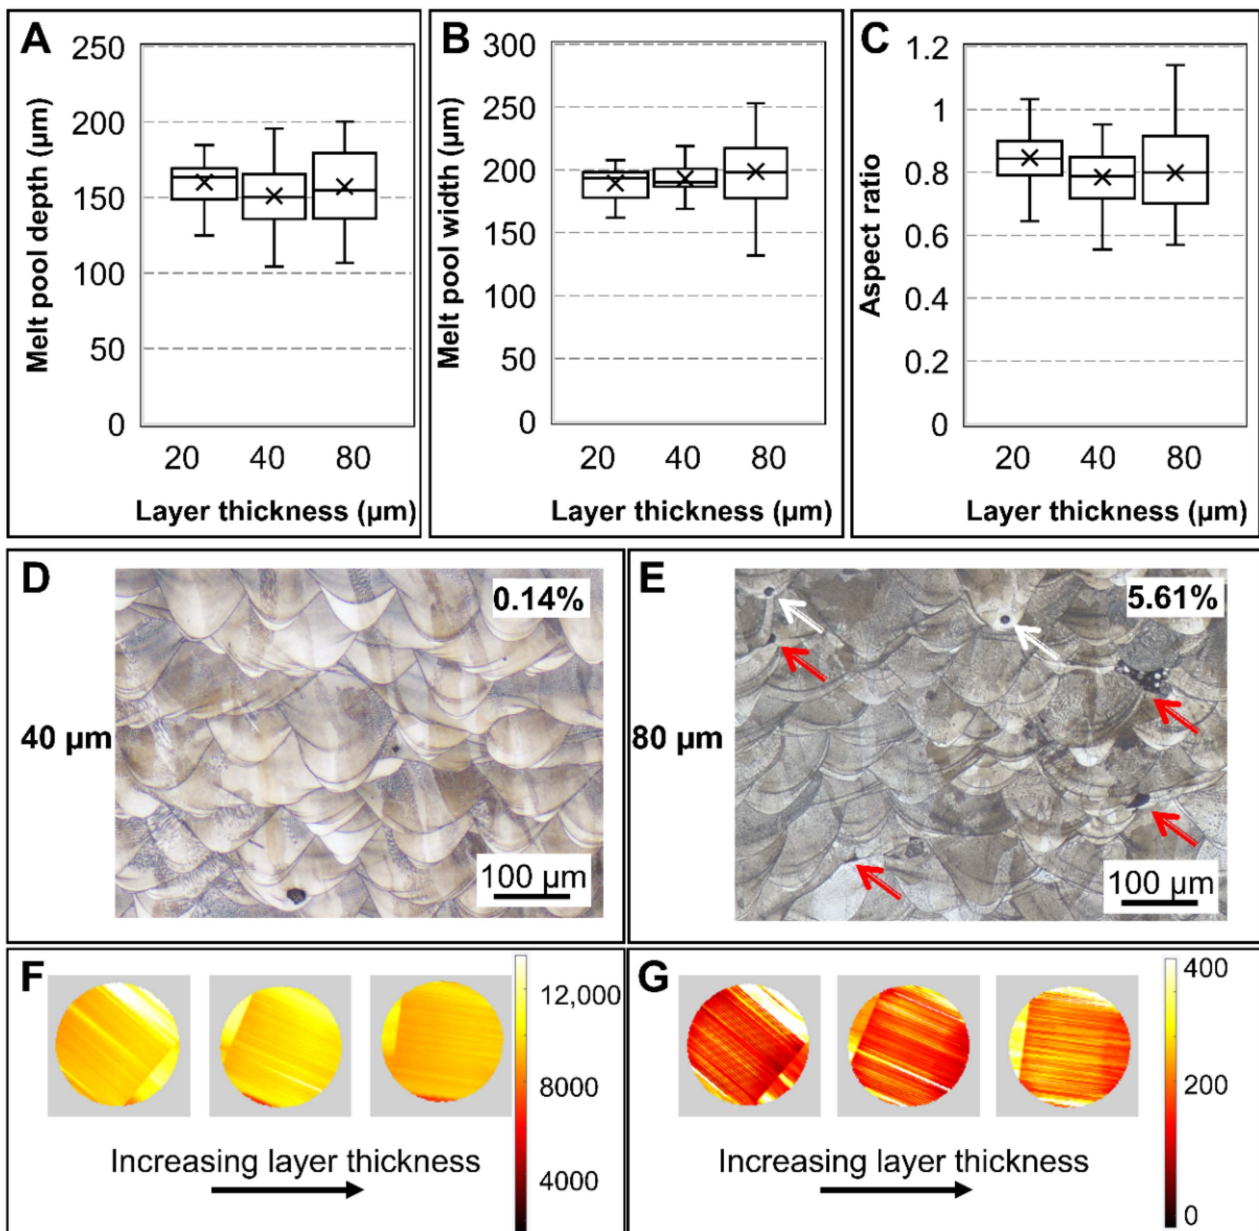 A
Melt pool depth (µm)
250
200
150
100
50
0
20 40 80
Layer thickness (µm)
B
Melt pool width (µm)
300
250
200
150
100
50
0
20 40 80
Layer thickness (µm)
C
Aspect ratio
1.2
1
0.8
0.6
0.4
0.2
0
20 40 80
Layer thickness (µm)
D
0.14%
40 µm
100 µm
E
5.61%
80 µm
100 µm
F
12,000
8000
4000
Increasing layer thickness
G
400
200
0
Increasing layer thickness